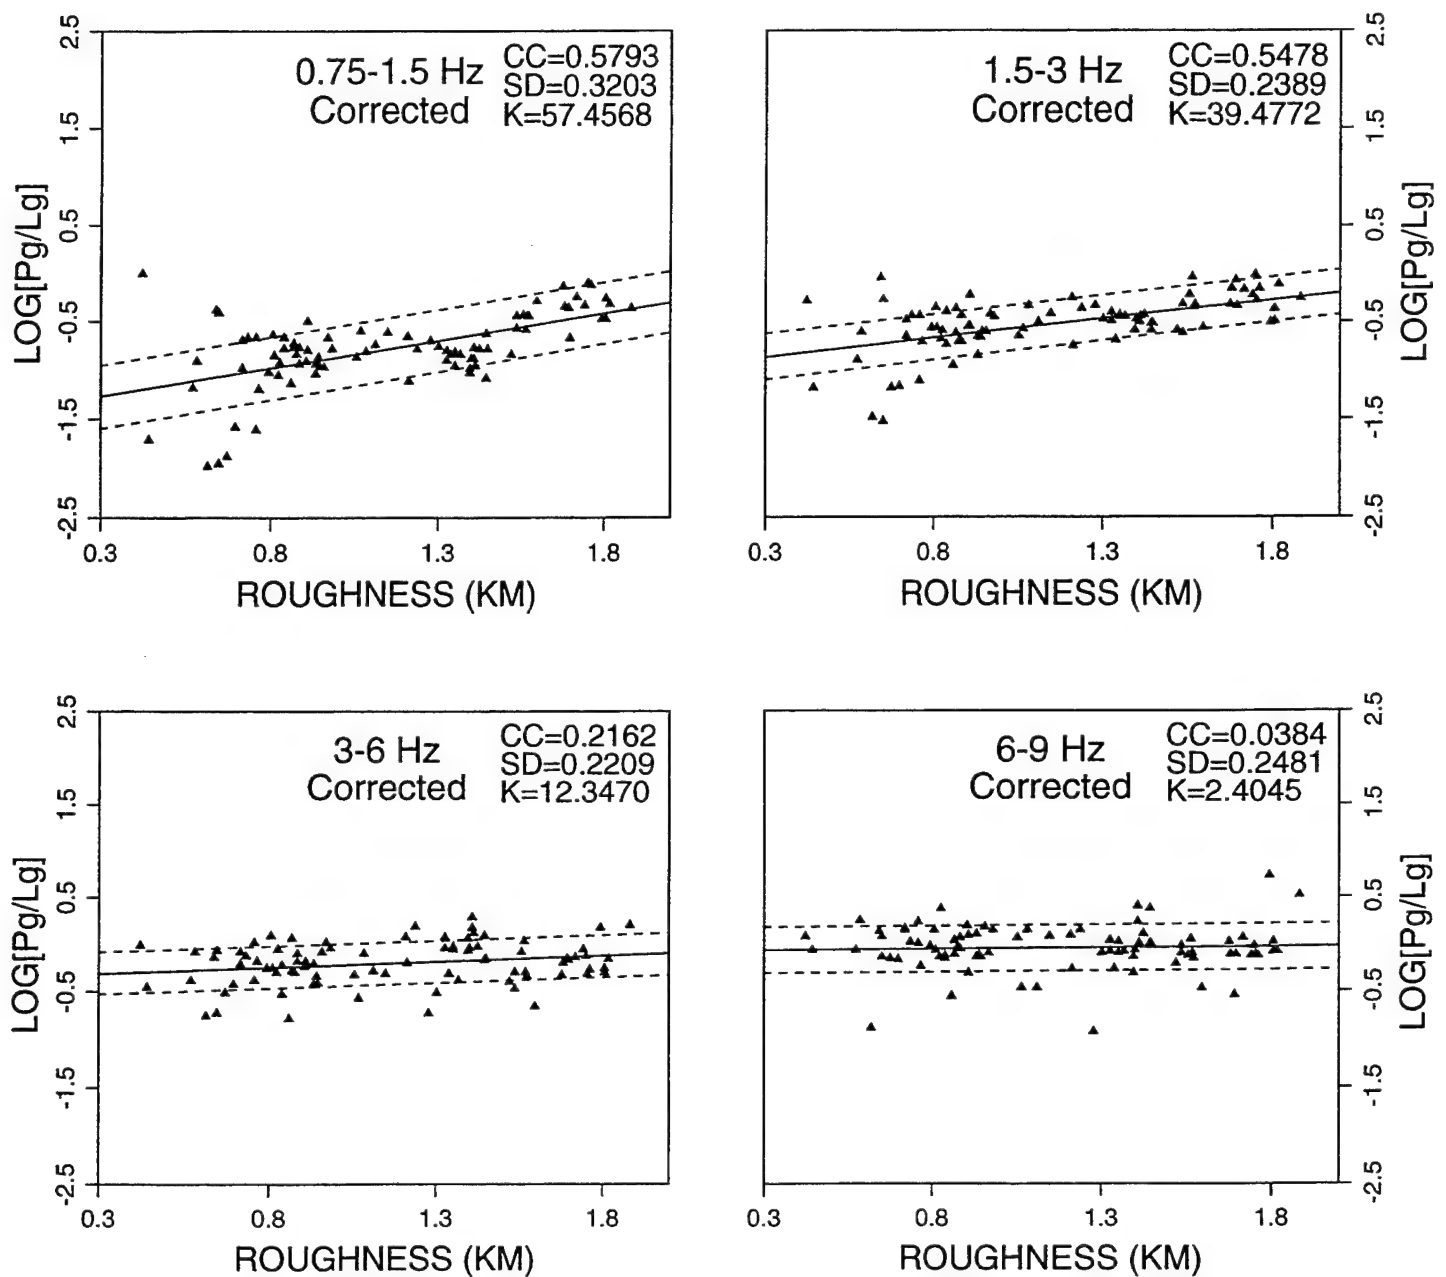 0.75-1.5 Hz
Corrected
CC=0.5793
SD=0.3203
K=57.4568
LOG[Pg/Lg]
2.5
1.5
0.5
-0.5
-1.5
-2.5
0.3
0.8
1.3
1.8
ROUGHNESS (KM)
1.5-3 Hz
Corrected
CC=0.5478
SD=0.2389
K=39.4772
LOG[Pg/Lg]
2.5
1.5
0.5
-0.5
-1.5
-2.5
0.3
0.8
1.3
1.8
ROUGHNESS (KM)
3-6 Hz
Corrected
CC=0.2162
SD=0.2209
K=12.3470
LOG[Pg/Lg]
2.5
1.5
0.5
-0.5
-1.5
-2.5
0.3
0.8
1.3
1.8
ROUGHNESS (KM)
6-9 Hz
Corrected
CC=0.0384
SD=0.2481
K=2.4045
LOG[Pg/Lg]
2.5
1.5
0.5
-0.5
-1.5
-2.5
0.3
0.8
1.3
1.8
ROUGHNESS (KM)